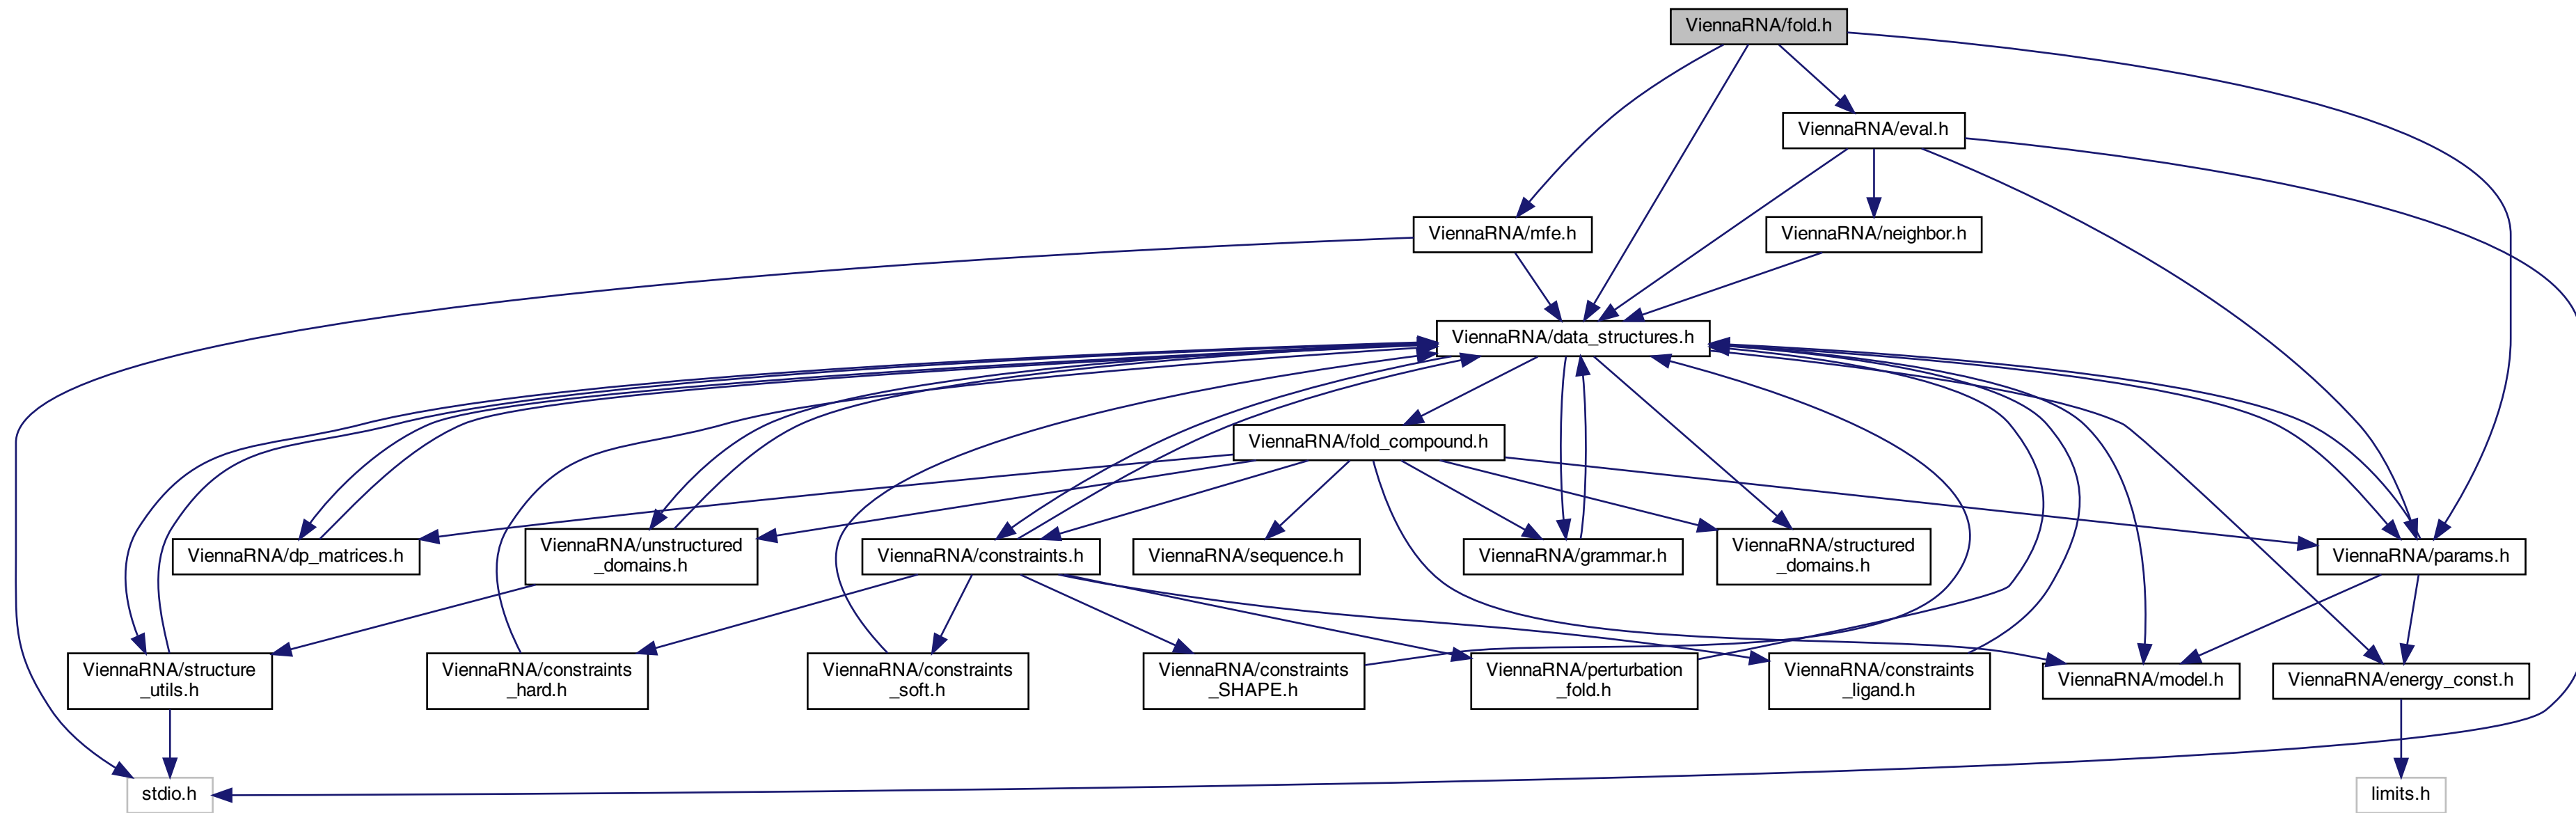 ViennaRNA/fold.h
ViennaRNA/eval.h
ViennaRNA/mfe.h
ViennaRNA/neighbor.h
ViennaRNA/data_structures.h
ViennaRNA/fold_compound.h
ViennaRNA/dp_matrices.h
ViennaRNA/unstructured
_domains.h
ViennaRNA/constraints.h
ViennaRNA/sequence.h
ViennaRNA/grammar.h
ViennaRNA/structured
_domains.h
ViennaRNA/params.h
ViennaRNA/structure
_utils.h
ViennaRNA/constraints
_hard.h
ViennaRNA/constraints
_soft.h
ViennaRNA/constraints
_SHAPE.h
ViennaRNA/perturbation
_fold.h
ViennaRNA/constraints
_ligand.h
ViennaRNA/model.h
ViennaRNA/energy_const.h
stdio.h
limits.h